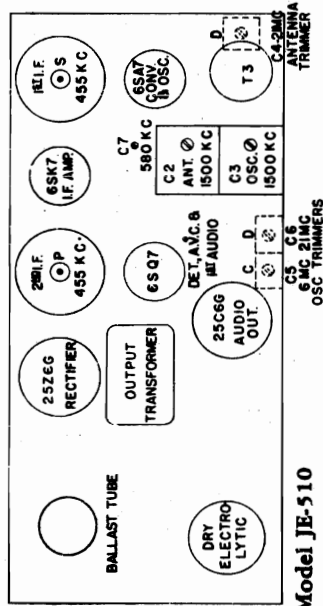 1st I.F.
S
455 KC
6SK7
I.F. AMP.
2nd I.F.
P
455 KC
25Z6G
RECTIFIER
BALLAST TUBE
6SA7
CONV.
OSC.
C7
580 KC
6SQ7
DET., A.V.C. &
1st AUDIO
OUTPUT
TRANSFORMER
DRY
ELECTRO
LYTIC
25C6G
AUDIO
OUT.
C2
ANT.
1500 KC
C3
OSC.
1500 KC
T3
D
C4-21MC
ANTENNA
TRIMMER
C
D
C5 C6
6 MC 21MC
OSC TRIMMERS
Model JE-510